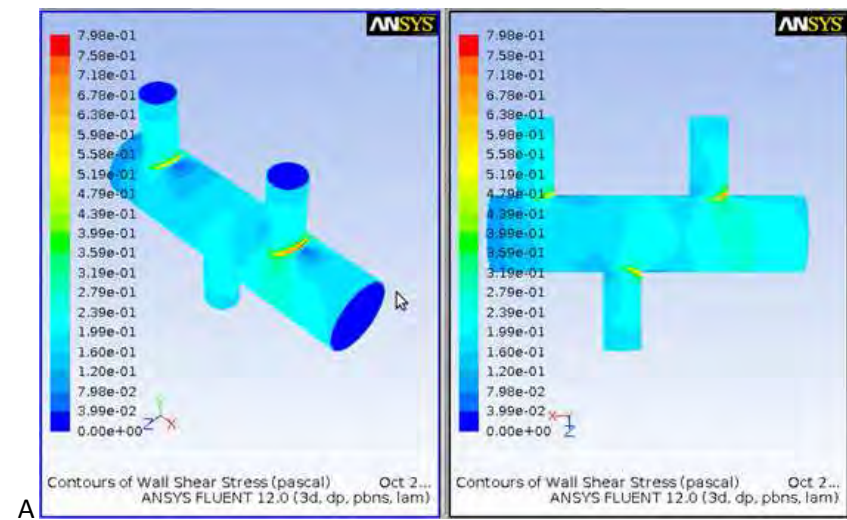 ANSYS
7.98e-01
7.58e-01
7.18e-01
6.78e-01
6.38e-01
5.98e-01
5.58e-01
5.19e-01
4.79e-01
4.39e-01
3.99e-01
3.59e-01
3.19e-01
2.79e-01
2.39e-01
1.99e-01
1.60e-01
1.20e-01
7.98e-02
3.99e-02
0.00e+00
Y
Z X
Contours of Wall Shear Stress (pascal) Oct 2...
ANSYS FLUENT 12.0 (3d, dp, pbns, lam)
ANSYS
7.98e-01
7.58e-01
7.18e-01
6.78e-01
6.38e-01
5.98e-01
5.58e-01
5.19e-01
4.79e-01
4.39e-01
3.99e-01
3.59e-01
3.19e-01
2.79e-01
2.39e-01
1.99e-01
1.60e-01
1.20e-01
7.98e-02
3.99e-02
0.00e+00
X
Z
Contours of Wall Shear Stress (pascal) Oct 2...
ANSYS FLUENT 12.0 (3d, dp, pbns, lam)
A